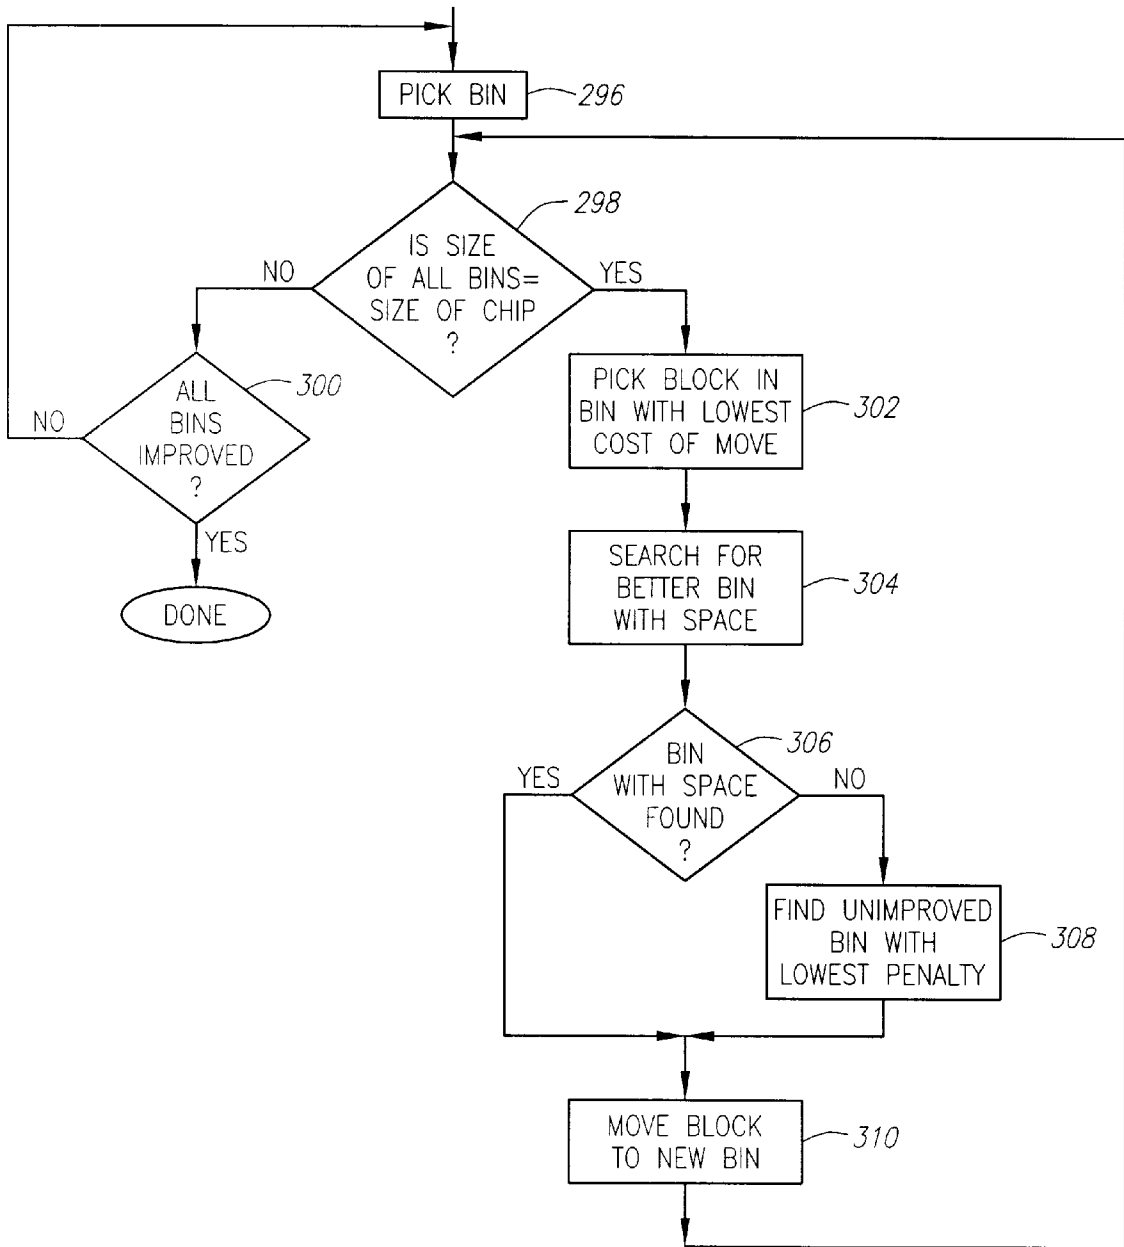 PICK BIN
296
298
IS SIZE
OF ALL BINS=
SIZE OF CHIP
?
NO
YES
300
ALL
BINS
IMPROVED
?
NO
YES
DONE
PICK BLOCK IN
BIN WITH LOWEST
COST OF MOVE
302
SEARCH FOR
BETTER BIN
WITH SPACE
304
306
BIN
WITH SPACE
FOUND
?
YES
NO
FIND UNIMPROVED
BIN WITH
LOWEST PENALTY
308
MOVE BLOCK
TO NEW BIN
310